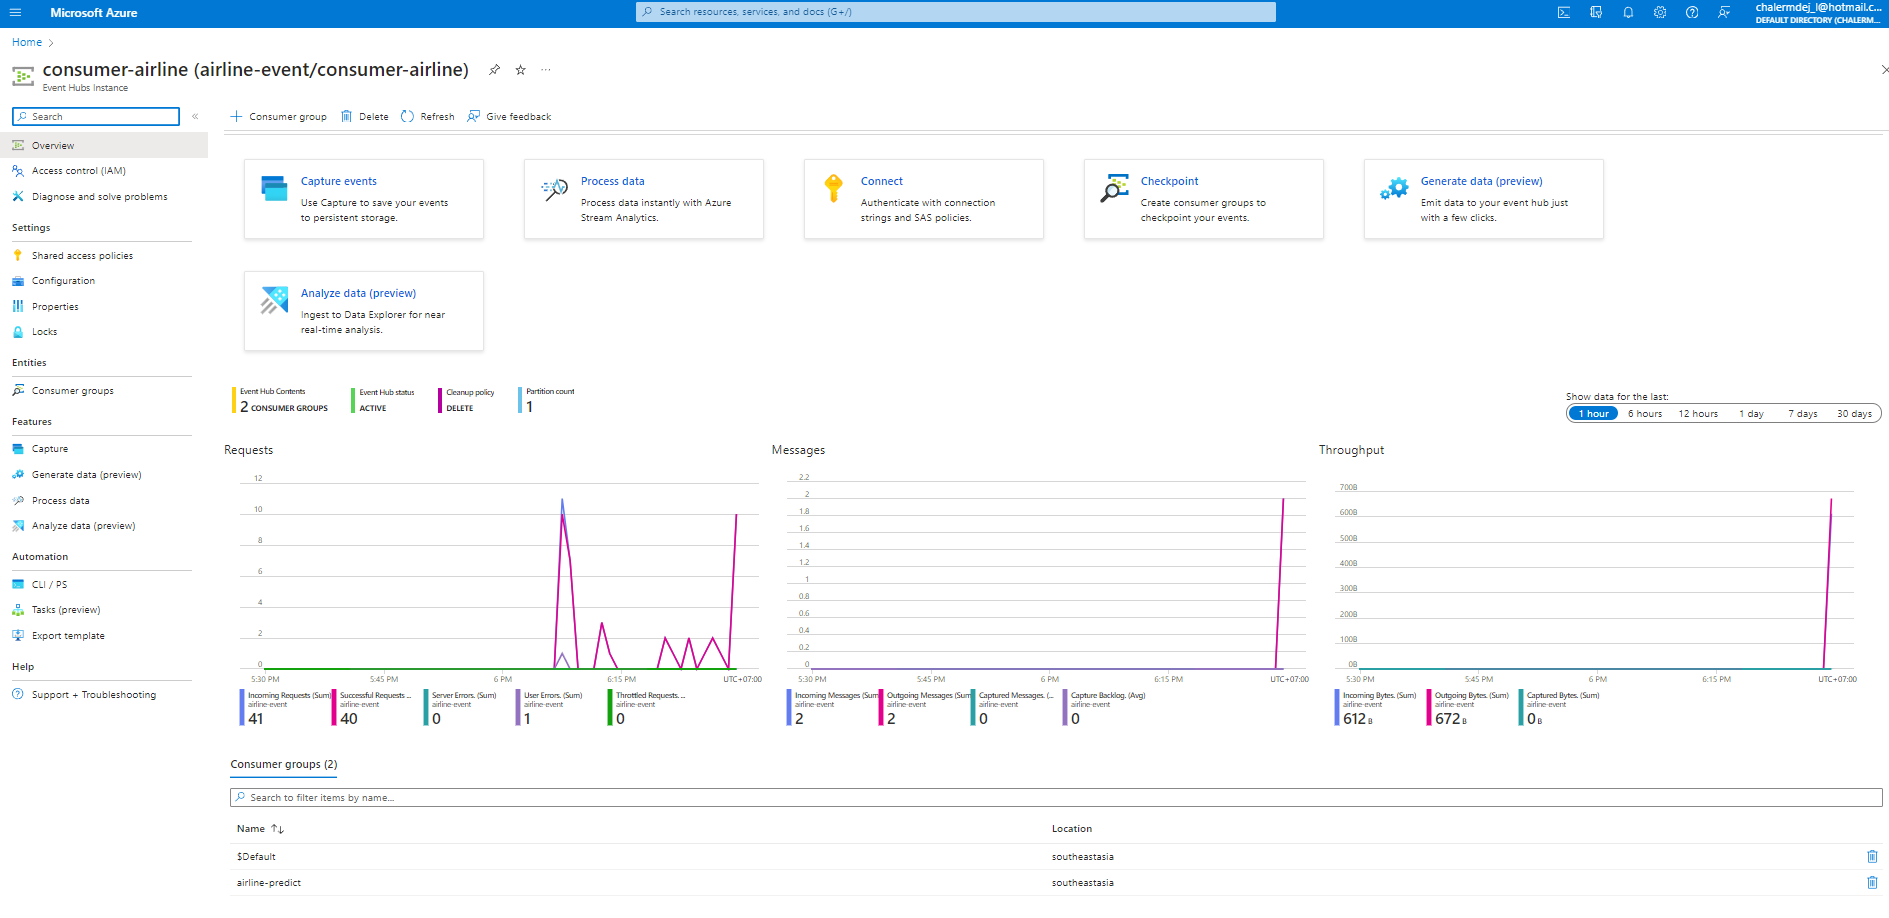 Microsoft Azure
Search resources, services, and docs (G+/)
chalermdej_l@hotmail.c...
DEFAULT DIRECTORY (CHALERM...
Home
consumer-airline (airline-event/consumer-airline)
...
Event Hubs Instance
Search
«
Consumer group
Delete
Refresh
Give feedback
Overview
Access control (IAM)
Diagnose and solve problems
Settings
Shared access policies
Configuration
Properties
Locks
Entities
Consumer groups
Features
Capture
Generate data (preview)
Process data
Analyze data (preview)
Automation
CLI / PS
Tasks (preview)
Export template
Help
Support + Troubleshooting
Capture events
Use Capture to save your events
to persistent storage.
Process data
Process data instantly with Azure
Stream Analytics.
Connect
Authenticate with connection
strings and SAS policies.
Checkpoint
Create consumer groups to
checkpoint your events.
Generate data (preview)
Emit data to your event hub just
with a few clicks.
Analyze data (preview)
Ingest to Data Explorer for near
real-time analysis.
Event Hub Contents
2 CONSUMER GROUPS
Event Hub status
ACTIVE
Cleanup policy
DELETE
Partition count
1
Show data for the last:
1 hour
6 hours
12 hours
1 day
7 days
30 days
Requests
12
10
8
6
4
2
0
5:30 PM
5:45 PM
6 PM
6:15 PM
UTC+07:00
Incoming Requests (Sum)
airline-event
41
Successful Requests ...
airline-event
40
Server Errors. (Sum)
airline-event
0
User Errors. (Sum)
airline-event
1
Throttled Requests. ...
airline-event
0
Messages
2.2
2
1.8
1.6
1.4
1.2
1
0.8
0.6
0.4
0.2
0
5:30 PM
5:45 PM
6 PM
6:15 PM
UTC+07:00
Incoming Messages (Sum)
airline-event
2
Outgoing Messages (Sum
airline-event
2
Captured Messages. (...
airline-event
0
Capture Backlog. (Avg)
airline-event
0
Throughput
700B
600B
500B
400B
300B
200B
100B
0B
5:30 PM
5:45 PM
6 PM
6:15 PM
UTC+07:00
Incoming Bytes. (Sum)
airline-event
612 B
Outgoing Bytes. (Sum)
airline-event
672 B
Captured Bytes. (Sum)
airline-event
0 B
Consumer groups (2)
Search to filter items by name...
Name ↑↓
Location
$Default
southeastasia
airline-predict
southeastasia